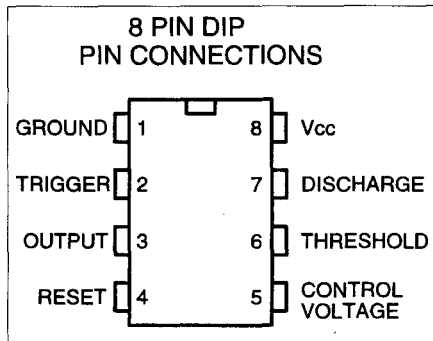 8 PIN DIP
PIN CONNECTIONS
GROUND 1 8 Vcc
TRIGGER 2 7 DISCHARGE
OUTPUT 3 6 THRESHOLD
RESET 4 5 CONTROL
VOLTAGE